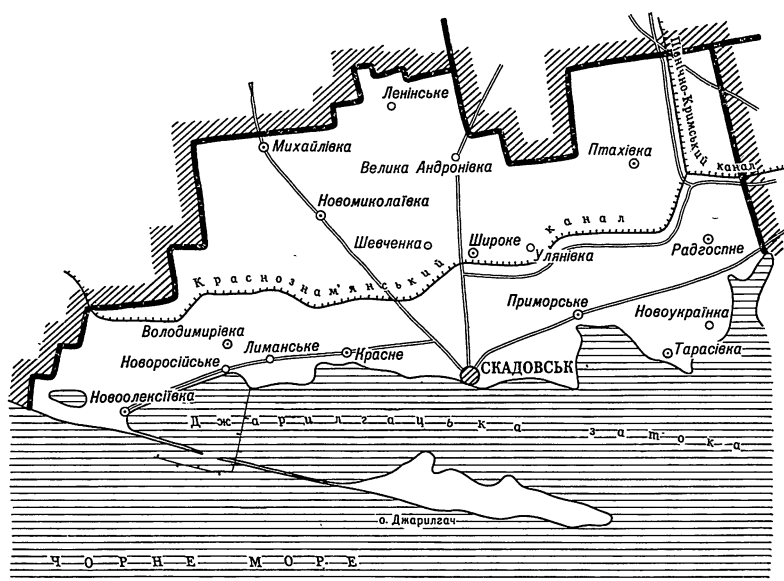 Північно-Кримський канал
Ленінське
Михайлівка
Велика Андронівка
Птахівка
Новомиколаївка
Шевченка
Широке
канал
Улянівка
Радгоспне
Краснознам'янський
Приморське
Новоукраїнка
Володимирівка
Лиманське
Красне
Новоросійське
СКАДОВСЬК
Тарасівка
Новоолексіївка
Джарилгацька затока
о. Джарилгач
ЧОРНЕ МОРЕ